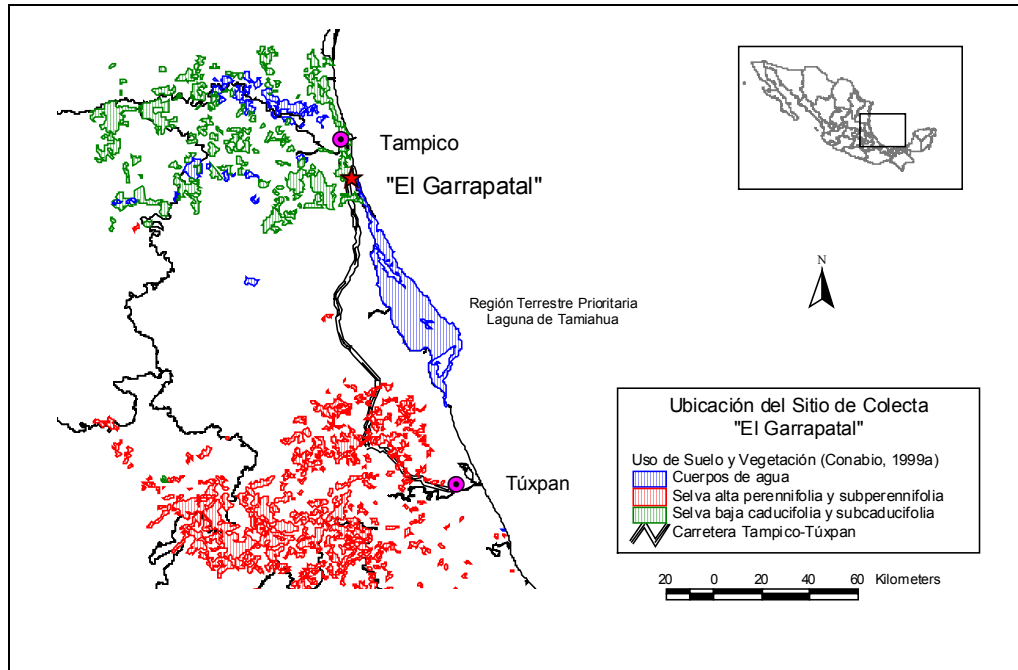 Tampico
"El Garrapatal"
N
Región Terrestre Prioritaria
Laguna de Tamiahua
Ubicación del Sitio de Colecta
"El Garrapatal"
Uso de Suelo y Vegetación (Conabio, 1999a)
Cuerpos de agua
Selva alta perennifolia y subperennifolia
Selva baja caducifolia y subcaducifolia
Carretera Tampico-Túxpan
Túxpan
20 0 20 40 60 Kilometers